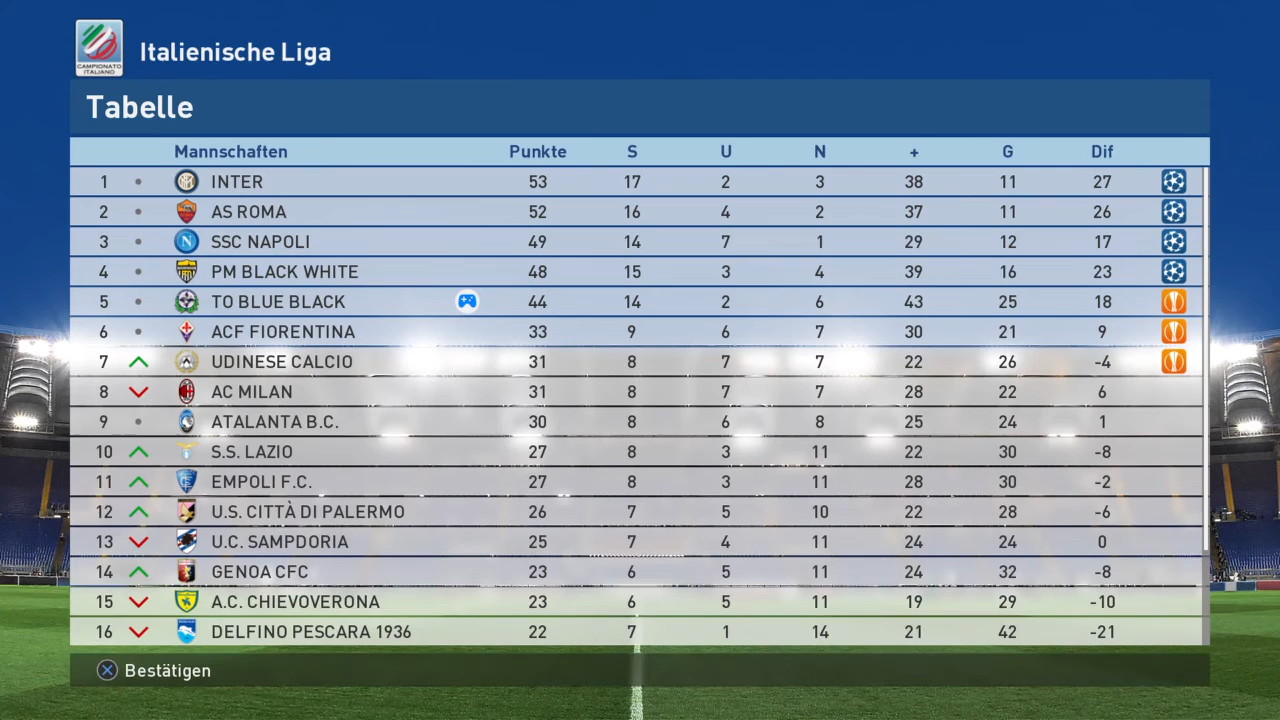 CAMPIONATO
ITALIANO
Italienische Liga
Tabelle
Mannschaften Punkte S U N + G Dif
1 INTER 53 17 2 3 38 11 27
2 AS ROMA 52 16 4 2 37 11 26
3 N SSC NAPOLI 49 14 7 1 29 12 17
4 PM BLACK WHITE 48 15 3 4 39 16 23
5 TO BLUE BLACK 44 14 2 6 43 25 18
6 ACF FIORENTINA 33 9 6 7 30 21 9
7 UDINESE CALCIO 31 8 7 7 22 26 -4
8 AC MILAN 31 8 7 7 28 22 6
9 ATALANTA B.C. 30 8 6 8 25 24 1
10 S.S. LAZIO 27 8 3 11 22 30 -8
11 EMPOLI F.C. 27 8 3 11 28 30 -2
12 U.S. CITTÀ DI PALERMO 26 7 5 10 22 28 -6
13 U.C. SAMPDORIA 25 7 4 11 24 24 0
14 GENOA CFC 23 6 5 11 24 32 -8
15 A.C. CHIEVOVERONA 23 6 5 11 19 29 -10
16 DELFINO PESCARA 1936 22 7 1 14 21 42 -21
Bestätigen